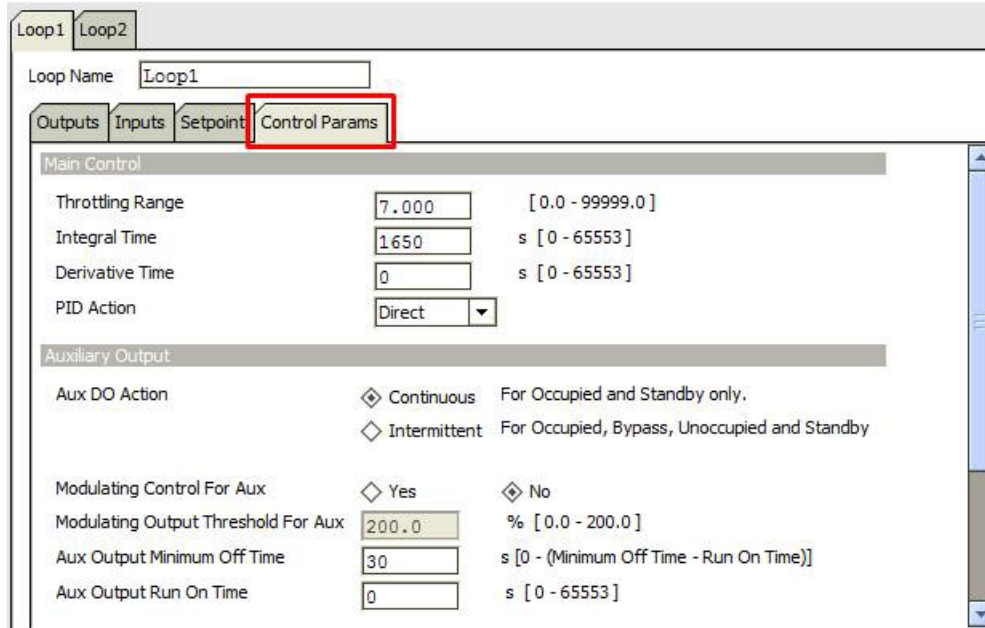 Loop1 Loop2
Loop Name Loop1
Outputs Inputs Setpoint Control Params
Main Control
Throttling Range 7.000 [ 0.0 - 99999.0 ]
Integral Time 1650 s [ 0 - 65553 ]
Derivative Time 0 s [ 0 - 65553 ]
PID Action Direct
Auxiliary Output
Aux DO Action Continuous For Occupied and Standby only.
Intermittent For Occupied, Bypass, Unoccupied and Standby
Modulating Control For Aux Yes No
Modulating Output Threshold For Aux 200.0 % [ 0.0 - 200.0 ]
Aux Output Minimum Off Time 30 s [0 - (Minimum Off Time - Run On Time)]
Aux Output Run On Time 0 s [ 0 - 65553 ]